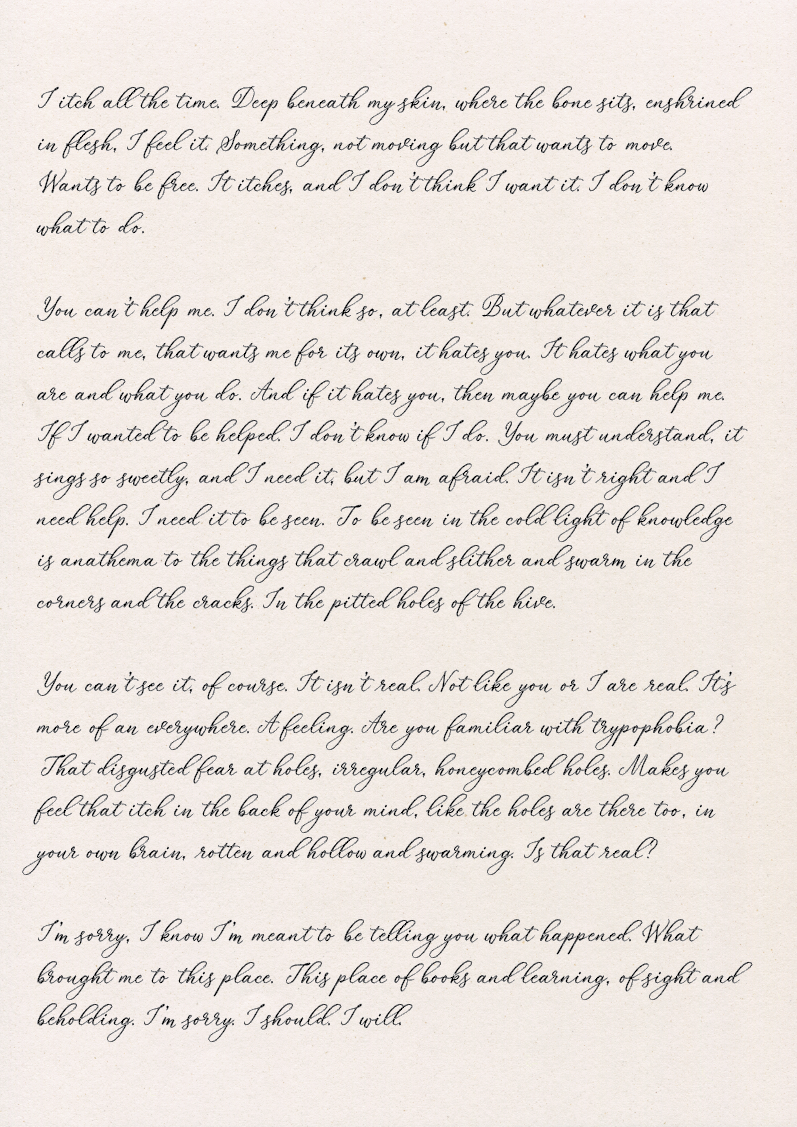 I itch all the time. Deep beneath my skin, where the bone sits, enshrined
in flesh, I feel it. Something, not moving but that wants to move.
Wants to be free. It itches, and I don't think I want it. I don't know
what to do.
You can't help me. I don't think so, at least. But whatever it is that
calls to me, that wants me for its own, it hates you. It hates what you
are and what you do. And if it hates you, then maybe you can help me.
If I wanted to be helped. I don't know if I do. You must understand, it
sings so sweetly, and I need it, but I am afraid. It isn't right and I
need help. I need it to be seen. To be seen in the cold light of knowledge
is anathema to the things that crawl and slither and swarm in the
corners and the cracks. In the pitted holes of the hive.
You can't see it, of course. It isn't real. Not like you or I are real. It's
more of an everywhere. A feeling. Are you familiar with trypophobia?
That disgusted fear at holes, irregular, honeycombed holes. Makes you
feel that itch in the back of your mind, like the holes are there too, in
your own brain, rotten and hollow and swarming. Is that real?
I'm sorry, I know I'm meant to be telling you what happened. What
brought me to this place. This place of books and learning, of sight and
beholding. I'm sorry. I should. I will.